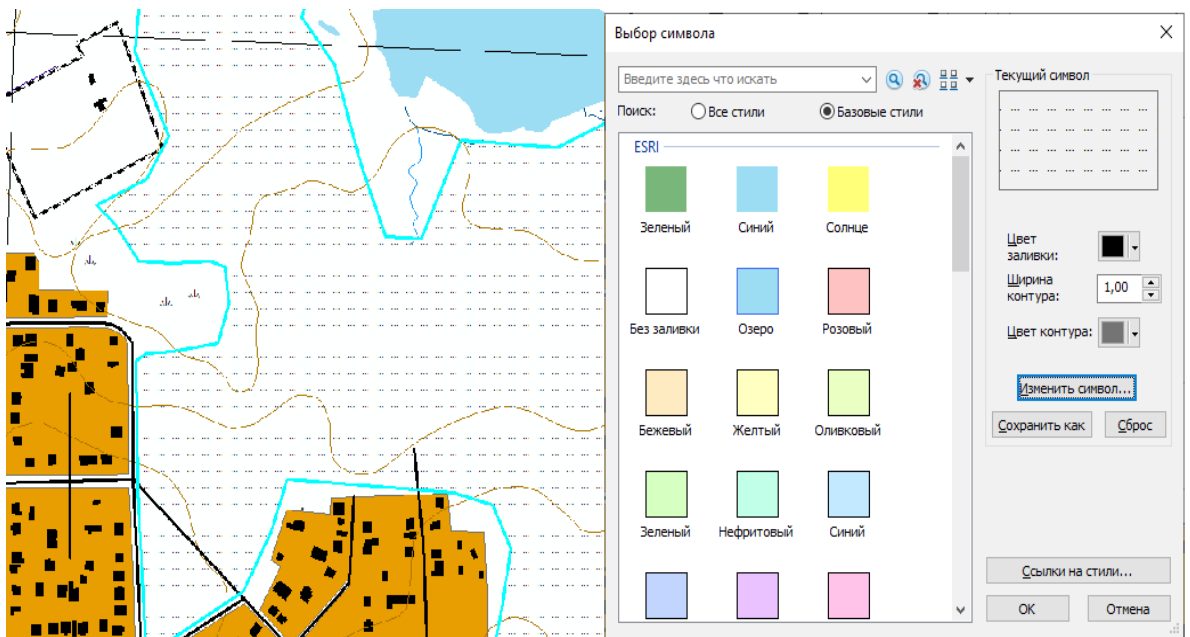 Выбор символа
Введите здесь что искать
Поиск:
Все стили
Базовые стили
ESRI
Зеленый
Синий
Солнце
Без заливки
Озеро
Розовый
Бежевый
Желтый
Оливковый
Зеленый
Нефритовый
Синий
Текущий символ
Цвет
заливки:
Ширина
контура:
1,00
Цвет контура:
Изменить символ...
Сохранить как
Сброс
Ссылки на стили...
OK
Отмена